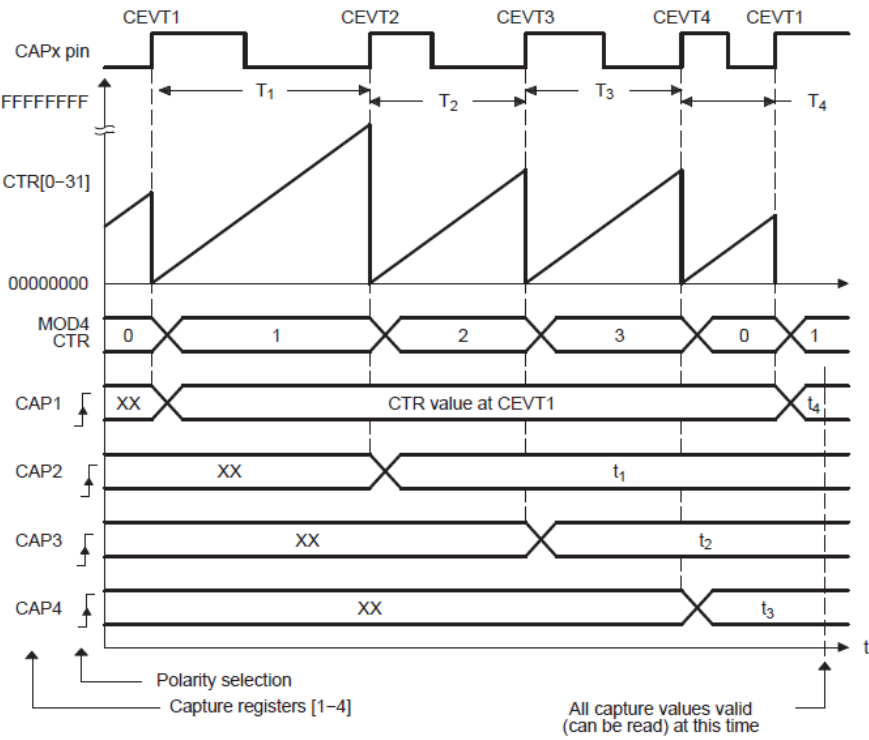 CEVT1 CEVT2 CEVT3 CEVT4 CEVT1
CAPx pin
FFFFFFFF
T1 T2 T3 T4
CTR[0−31]
00000000
MOD4
CTR
0 1 2 3 0 1
CAP1 XX CTR value at CEVT1 t4
CAP2 XX t1
CAP3 XX t2
CAP4 XX t3
t
Polarity selection
Capture registers [1−4]
All capture values valid
(can be read) at this time